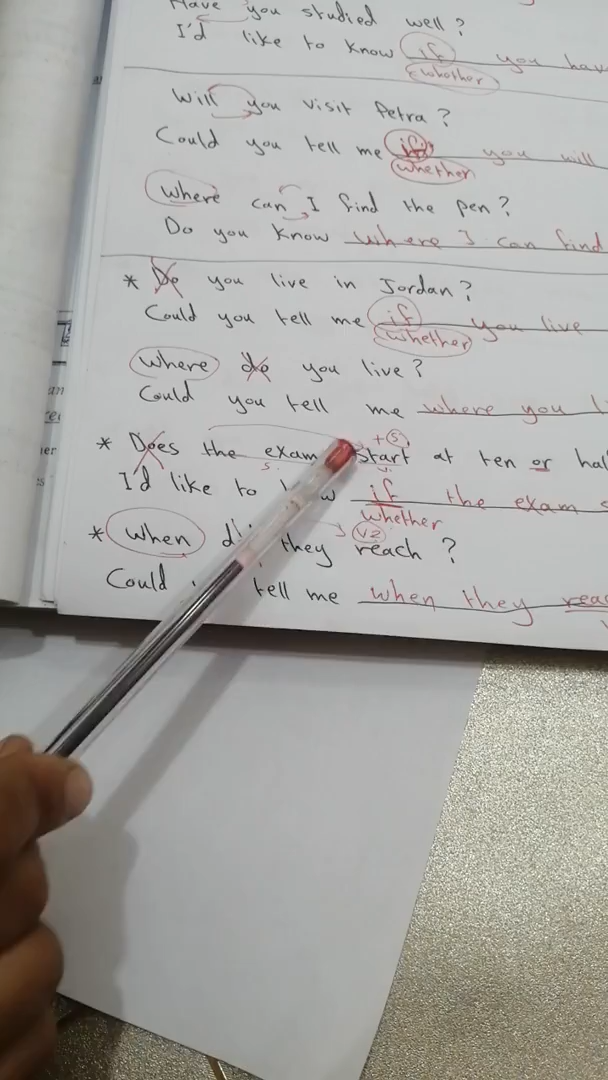 Have you studied well?
I'd like to know if you have
whether
Will you visit Petra?
Could you tell me if you will
whether
Where can I find the pen?
Do you know where I can find
* Do you live in Jordan?
Could you tell me if you live
whether
Where do you live?
Could you tell me where you
+ S
* Does the exam start at ten or
S. V.
I'd like to if the exam
whether
V2
* When they reach?
Could tell me when they